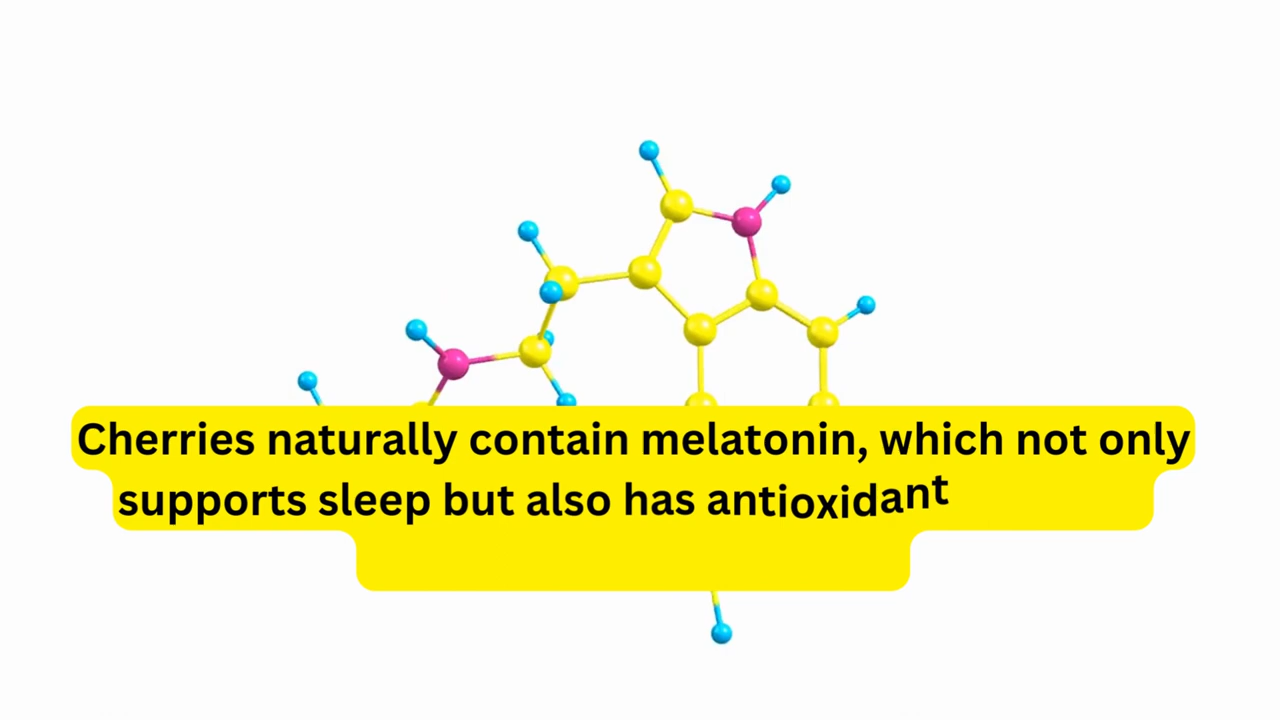 Cherries naturally contain melatonin, which not only
supports sleep but also has antioxidant